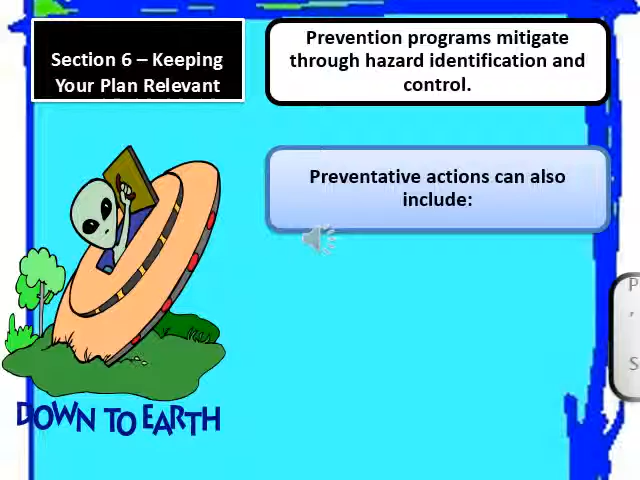 Section 6 – Keeping
Your Plan Relevant
Prevention programs mitigate
through hazard identification and
control.
Preventative actions can also
include:
P
,
S
DOWN TO EARTH